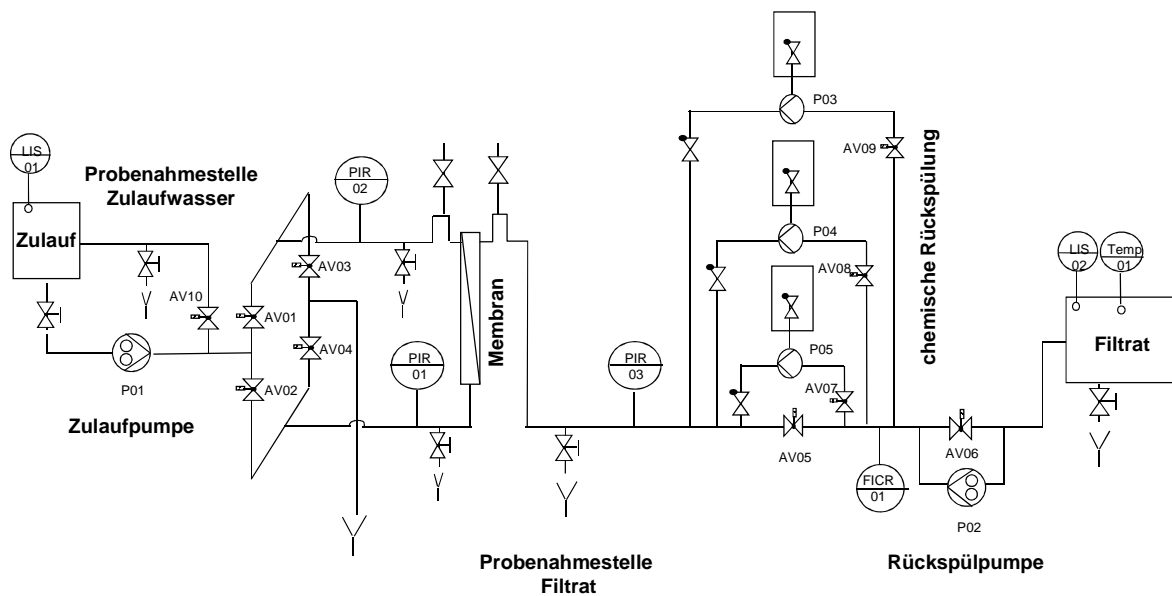 P03
LIS
01
Probenahmestelle
Zulaufwasser
PIR
02
AV09
chemische Rückspülung
Zulauf
P04
LIS
02
Temp
01
AV03
AV08
AV10
AV01
Membran
Filtrat
AV04
PIR
01
PIR
03
P05
P01
AV02
AV07
Zulaufpumpe
AV05
AV06
FICR
01
P02
Probenahmestelle
Filtrat
Rückspülpumpe